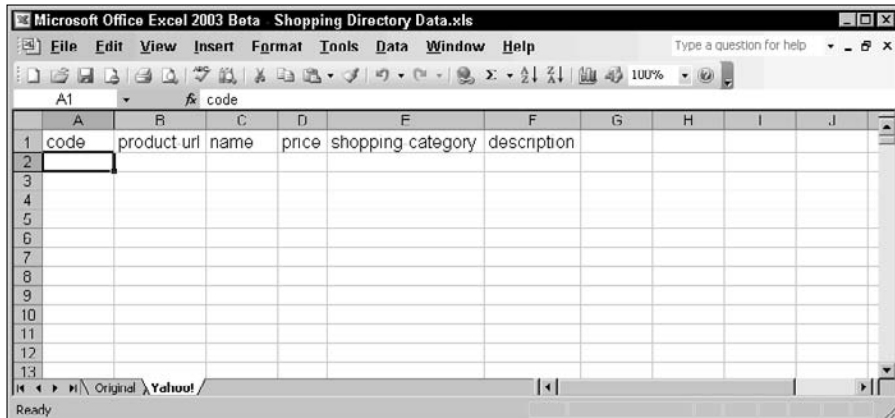 Microsoft Office Excel 2003 Beta - Shopping Directory Data.xls
File Edit View Insert Format Tools Data Window Help Type a question for help
100%
A1 fx code
A B C D E F G H I J
1 code product-url name price shopping-category description
2
3
4
5
6
7
8
9
10
11
12
13
Original Yahoo!
Ready